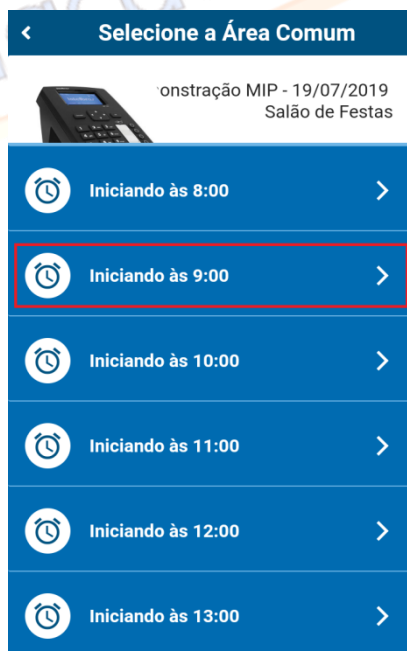 Selecione a Área Comum
onstração MIP - 19/07/2019
Salão de Festas
Iniciando às 8:00
Iniciando às 9:00
Iniciando às 10:00
Iniciando às 11:00
Iniciando às 12:00
Iniciando às 13:00